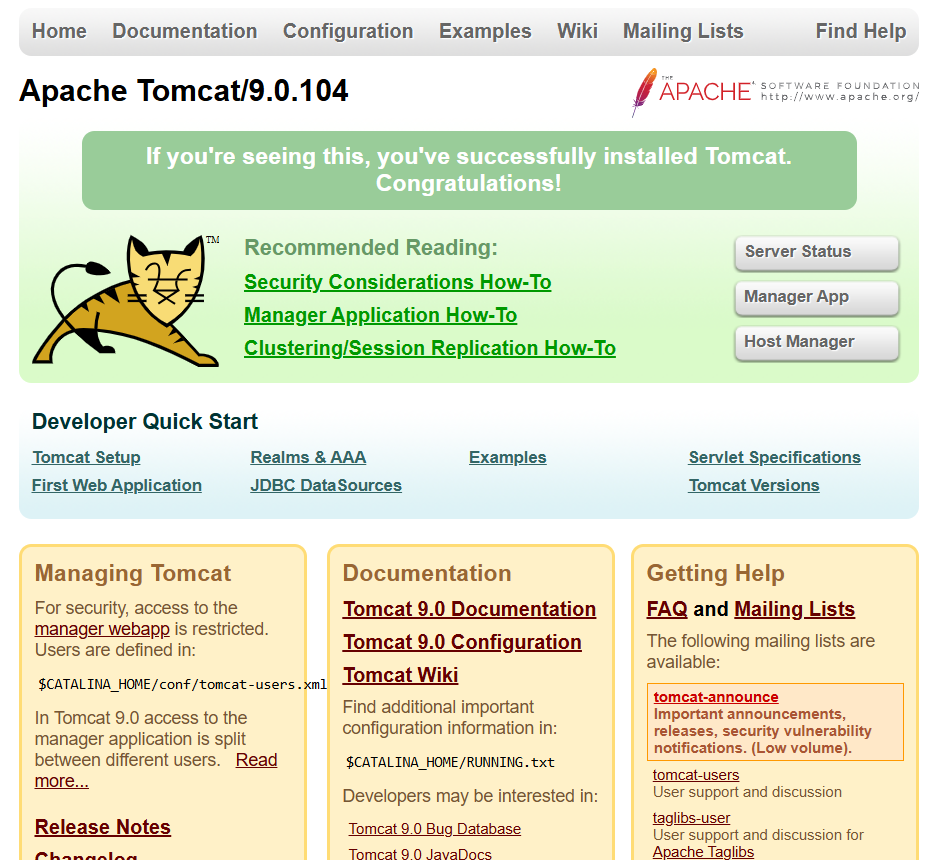 Home Documentation Configuration Examples Wiki Mailing Lists Find Help
Apache Tomcat/9.0.104
THE APACHE SOFTWARE FOUNDATION
http://www.apache.org/
If you're seeing this, you've successfully installed Tomcat.
Congratulations!
TM
Recommended Reading:
Security Considerations How-To
Manager Application How-To
Clustering/Session Replication How-To
Server Status
Manager App
Host Manager
Developer Quick Start
Tomcat Setup
First Web Application
Realms & AAA
JDBC DataSources
Examples
Servlet Specifications
Tomcat Versions
Managing Tomcat
For security, access to the
manager webapp is restricted.
Users are defined in:
$CATALINA_HOME/conf/tomcat-users.xml
In Tomcat 9.0 access to the
manager application is split
between different users. Read
more...
Release Notes
Changelog
Documentation
Tomcat 9.0 Documentation
Tomcat 9.0 Configuration
Tomcat Wiki
Find additional important
configuration information in:
$CATALINA_HOME/RUNNING.txt
Developers may be interested in:
Tomcat 9.0 Bug Database
Tomcat 9.0 JavaDocs
Getting Help
FAQ and Mailing Lists
The following mailing lists are
available:
tomcat-announce
Important announcements,
releases, security vulnerability
notifications. (Low volume).
tomcat-users
User support and discussion
taglibs-user
User support and discussion for
Apache Taglibs